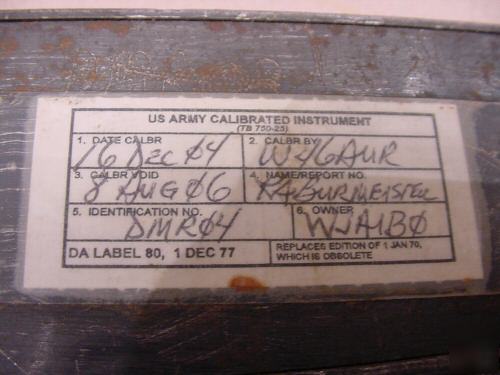 US ARMY CALIBRATED INSTRUMENT
(TB 750-25)
1. DATE CALBR 2. CALBR BY
16 DEC 04 W46AUR
3. CALBR VOID 4. NAME/REPORT NO.
8 AUG 06 RABURMEISTER
5. IDENTIFICATION NO. 6. OWNER
DMR04 WJA1B0
DA LABEL 80, 1 DEC 77 REPLACES EDITION OF 1 JAN 70,
WHICH IS OBSOLETE